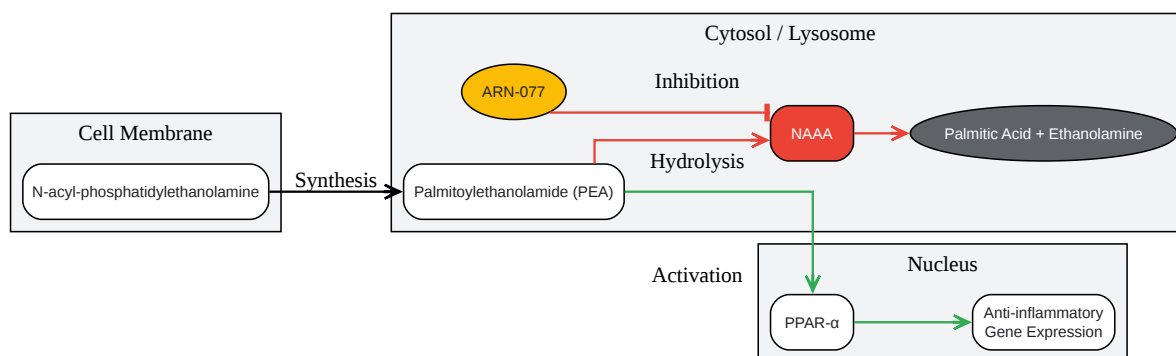 Cytosol / Lysosome
ARN-077
Inhibition
NAAA
Palmitic Acid + Ethanolamine
Cell Membrane
N-acyl-phosphatidylethanolamine
Synthesis
Hydrolysis
Palmitoylethanolamide (PEA)
Activation
Nucleus
PPAR-α
Anti-inflammatory
Gene Expression